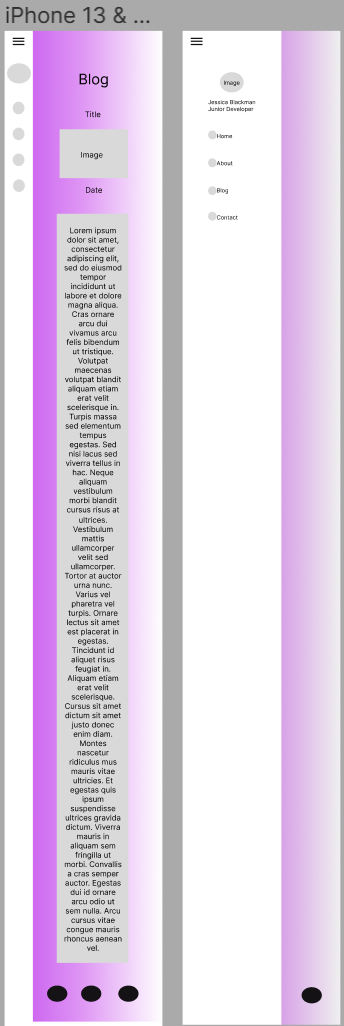 iPhone 13 & ...
Blog
Title
Image
Date
Lorem ipsum
dolor sit amet,
consectetur
adipiscing elit,
sed do eiusmod
tempor
incididunt ut
labore et dolore
magna aliqua.
Cras ornare
arcu dui
vivamus arcu
felis bibendum
ut tristique.
Volutpat
maecenas
volutpat blandit
aliquam etiam
erat velit
scelerisque in.
Turpis massa
sed elementum
tempus
egestas. Sed
nisi lacus sed
viverra tellus in
hac. Neque
aliquam
vestibulum
morbi blandit
cursus risus at
ultrices.
Vestibulum
mattis
ullamcorper
velit sed
ullamcorper.
Tortor at auctor
urna nunc.
Varius vel
pharetra vel
turpis. Ornare
lectus sit amet
est placerat in
egestas.
Tincidunt id
aliquet risus
feugiat in.
Aliquam etiam
erat velit
scelerisque.
Cursus sit amet
dictum sit amet
justo donec
enim diam.
Montes
nascetur
ridiculus mus
mauris vitae
ultricies. Et
egestas quis
ipsum
suspendisse
ultrices gravida
dictum. Viverra
mauris in
aliquam sem
fringilla ut
morbi. Convallis
a cras semper
auctor. Egestas
dui id ornare
arcu odio ut
sem nulla. Arcu
cursus vitae
congue mauris
rhoncus aenean
vel.
Image
Jessica Blackman
Junior Developer
Home
About
Blog
Contact